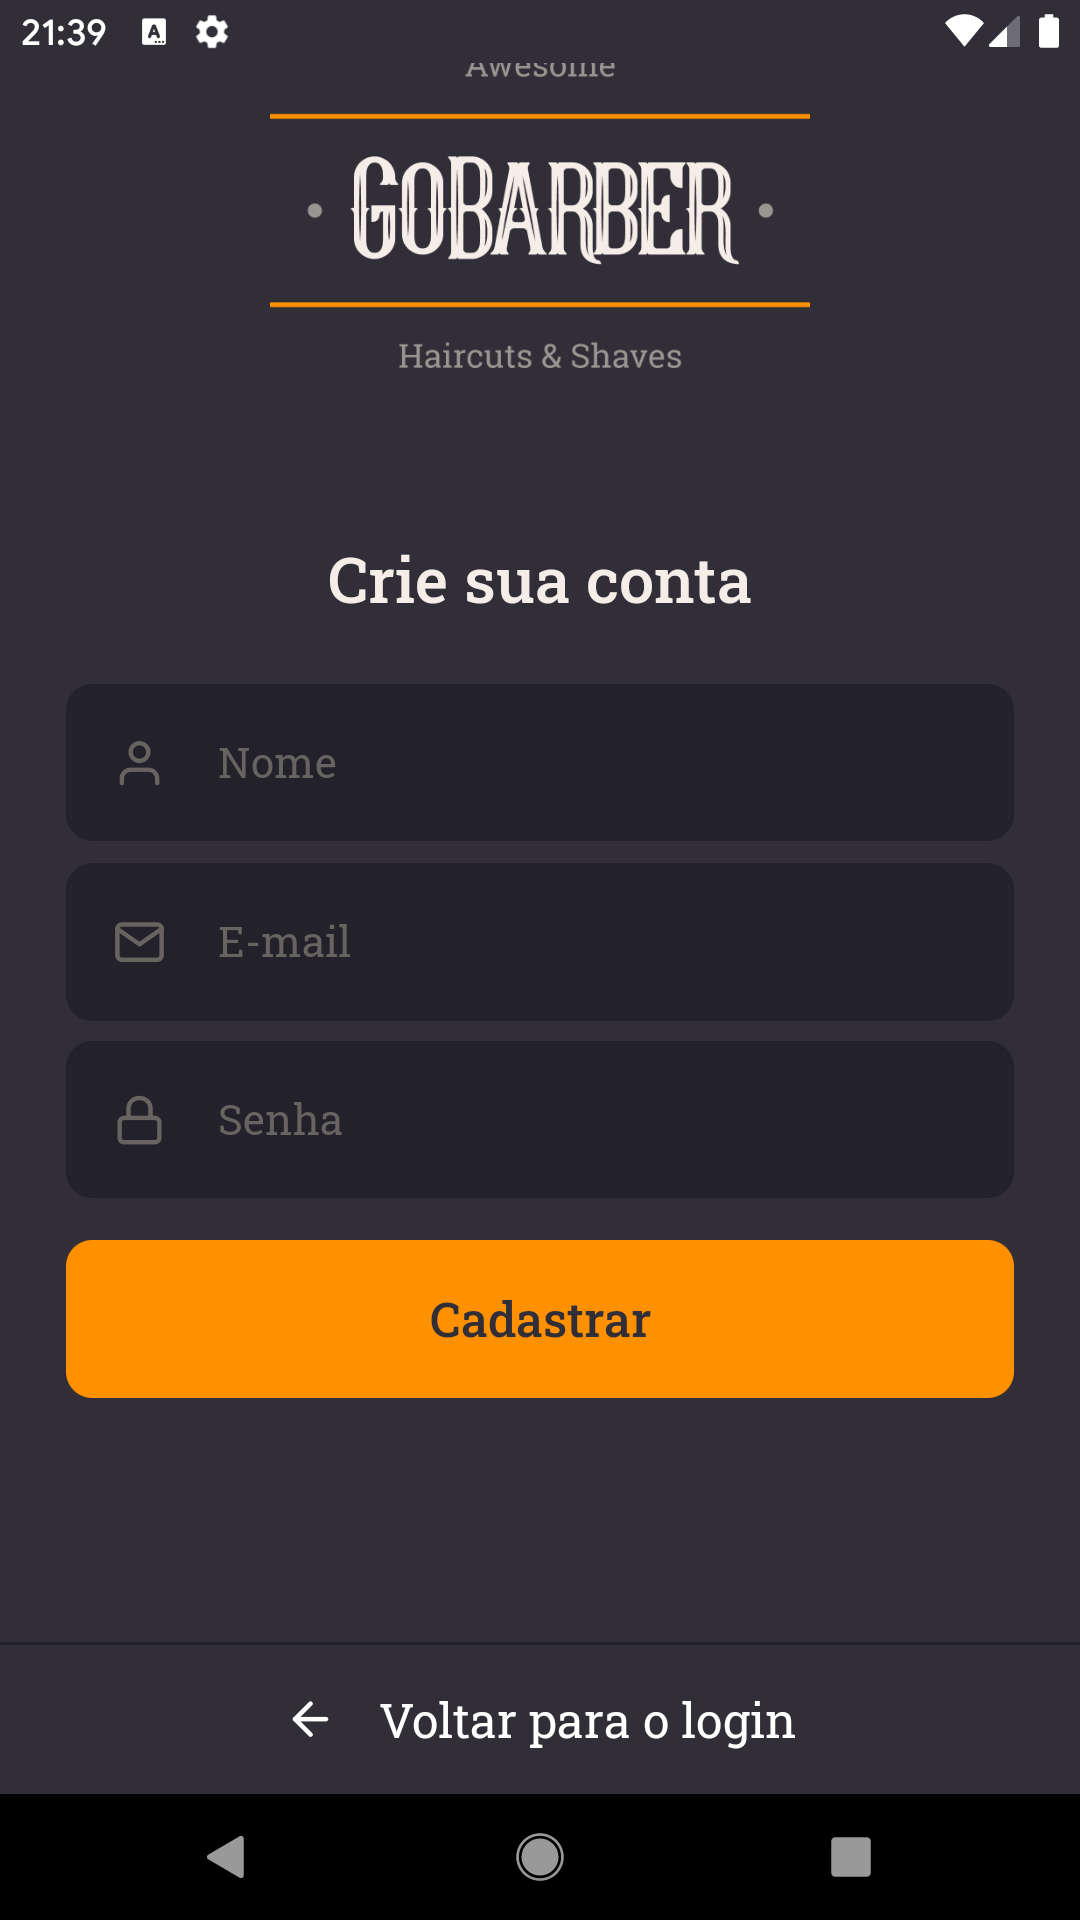 21:39
Awesome
GOBARBER
Haircuts & Shaves
Crie sua conta
Nome
E-mail
Senha
Cadastrar
Voltar para o login